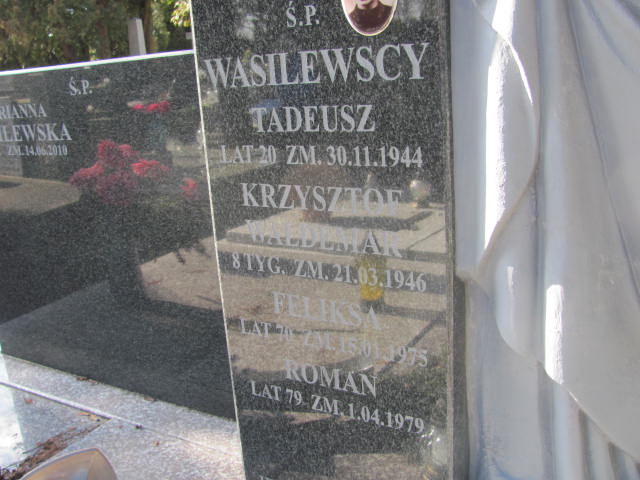 Ś.P.
RIANNA
ILEWSKA
ZM. 14.06.2010
Ś.P.
WASILEWSCY
TADEUSZ
LAT 20 ZM. 30.11.1944
KRZYSZTOF
WALDEMAR
8 TYG. ZM. 21.03.1946
FELIKSA
LAT 70 ZM. 15.01.1975
ROMAN
LAT 79 ZM. 1.04.1979